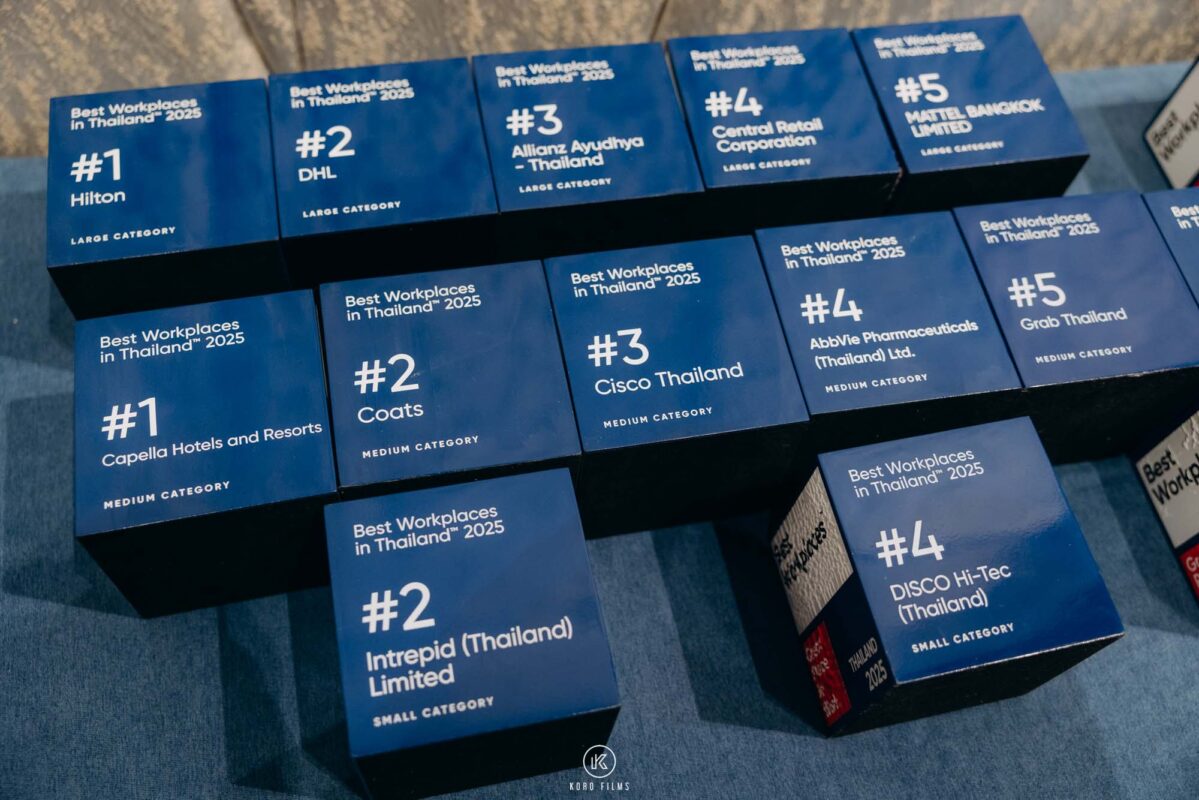 Best Workplaces
in Thailand™ 2025
#1
Hilton
LARGE CATEGORY
Best Workplaces
in Thailand™ 2025
#2
DHL
LARGE CATEGORY
Best Workplaces
in Thailand™ 2025
#3
Allianz Ayudhya
- Thailand
LARGE CATEGORY
Best Workplaces
in Thailand™ 2025
#4
Central Retail
Corporation
LARGE CATEGORY
Best Workplaces
in Thailand™ 2025
#5
MATTEL BANGKOK
LIMITED
LARGE CATEGORY
Best Workplaces
in Thailand™ 2025
#1
Capella Hotels and Resorts
MEDIUM CATEGORY
Best Workplaces
in Thailand™ 2025
#2
Coats
MEDIUM CATEGORY
Best Workplaces
in Thailand™ 2025
#3
Cisco Thailand
MEDIUM CATEGORY
Best Workplaces
in Thailand™ 2025
#4
AbbVie Pharmaceuticals
(Thailand) Ltd.
MEDIUM CATEGORY
Best Workplaces
in Thailand™ 2025
#5
Grab Thailand
MEDIUM CATEGORY
Best Workplaces
in Thailand™ 2025
#2
Intrepid (Thailand)
Limited
SMALL CATEGORY
Best Workplaces
in Thailand™ 2025
#4
DISCO Hi-Tec
(Thailand)
SMALL CATEGORY
Best
Workplaces™
THAILAND
2025
Best
KORO FILMS